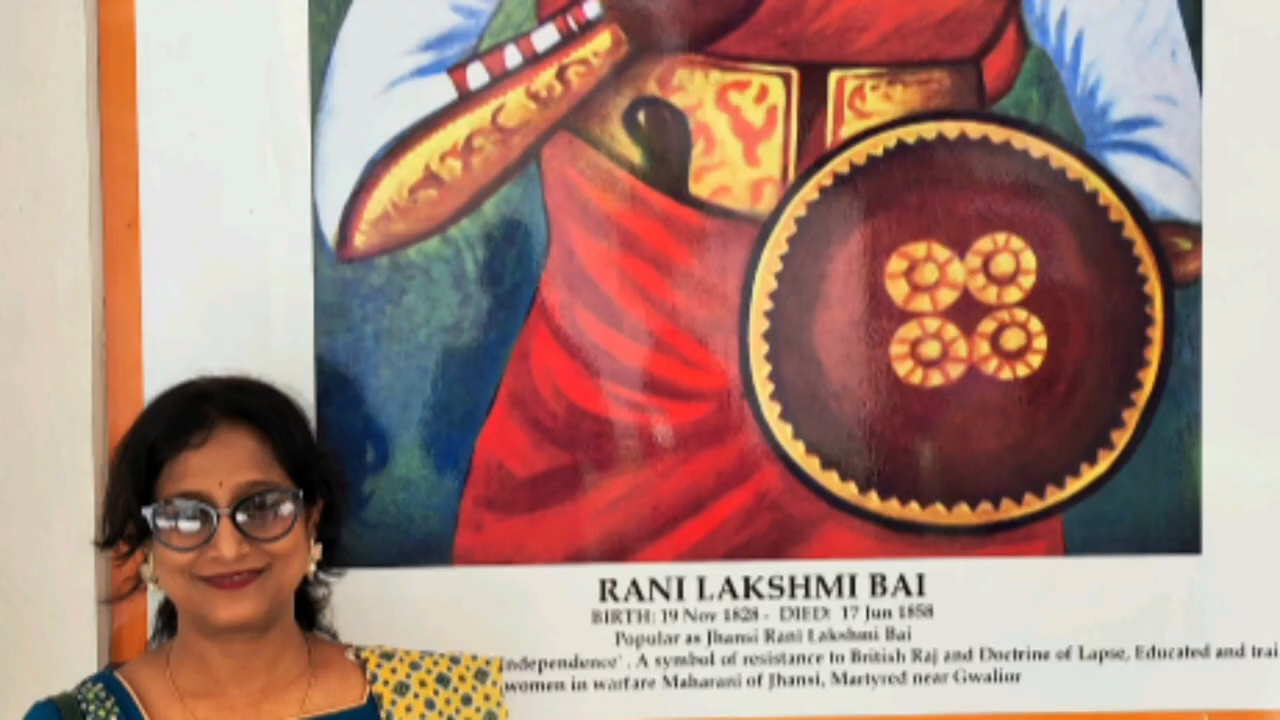 RANI LAKSHMI BAI
BIRTH: 19 Nov 1828 - DIED: 17 Jun 1858
Popular as Jhansi Rani Lakshmi Bai
Independence'. A symbol of resistance to British Raj and Doctrine of Lapse, Educated and trai
women in warfare Maharani of Jhansi, Martyred near Gwalior